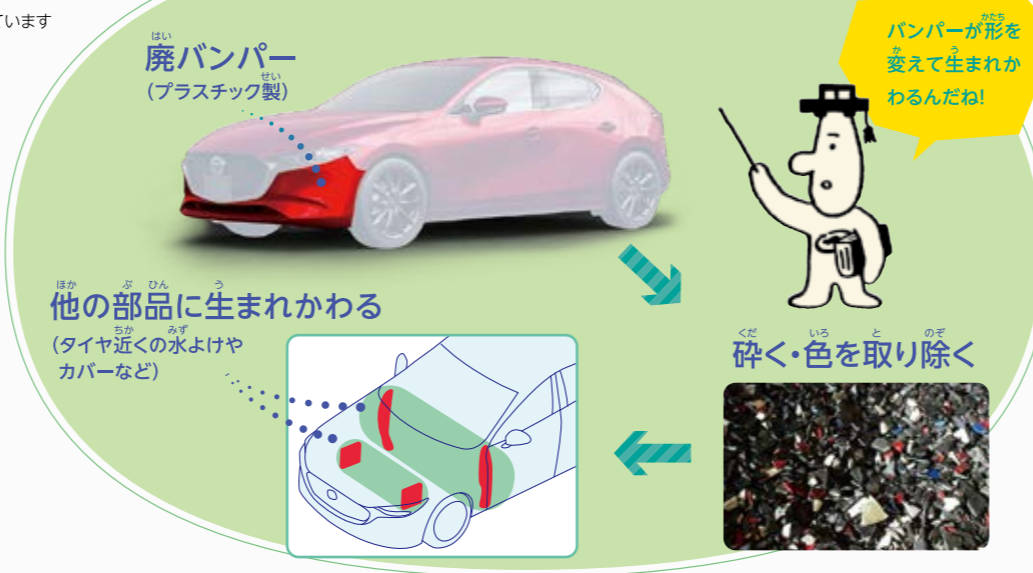 ています
廃バンパー
(プラスチック製)
バンパーが形を
変えて生まれか
わるんだね!
他の部品に生まれかわる
(タイヤ近くの水よけや
カバーなど)
砕く・色を取り除く